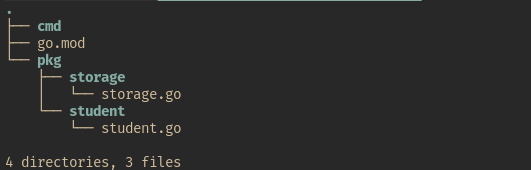 .
├── cmd
├── go.mod
└── pkg
    ├── storage
    │   └── storage.go
    └── student
        └── student.go

4 directories, 3 files